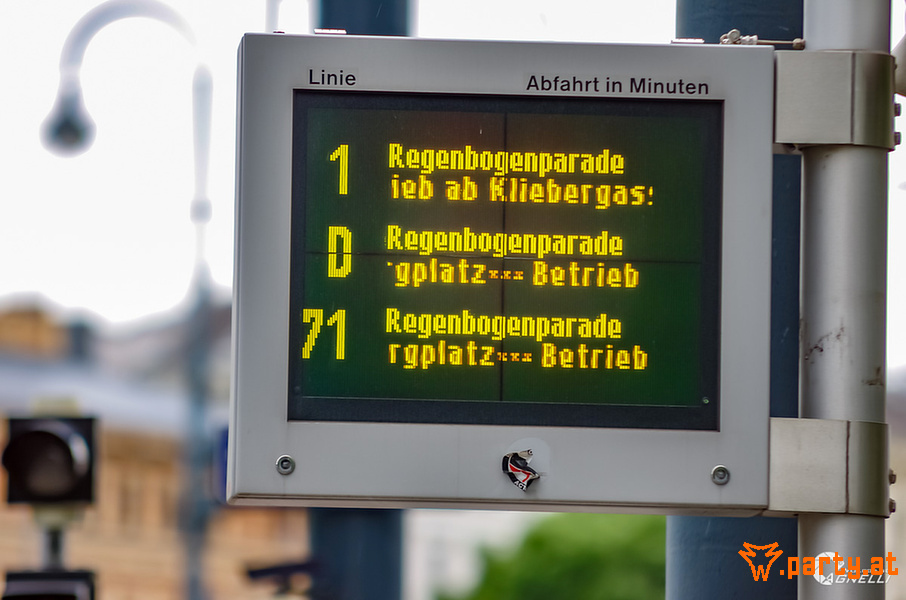 Linie Abfahrt in Minuten
1 Regenbogenparade
ieb ab Kliebergas
D Regenbogenparade
gplatz*** Betrieb
71 Regenbogenparade
rgplatz*** Betrieb
W.party.at
AGNELLI